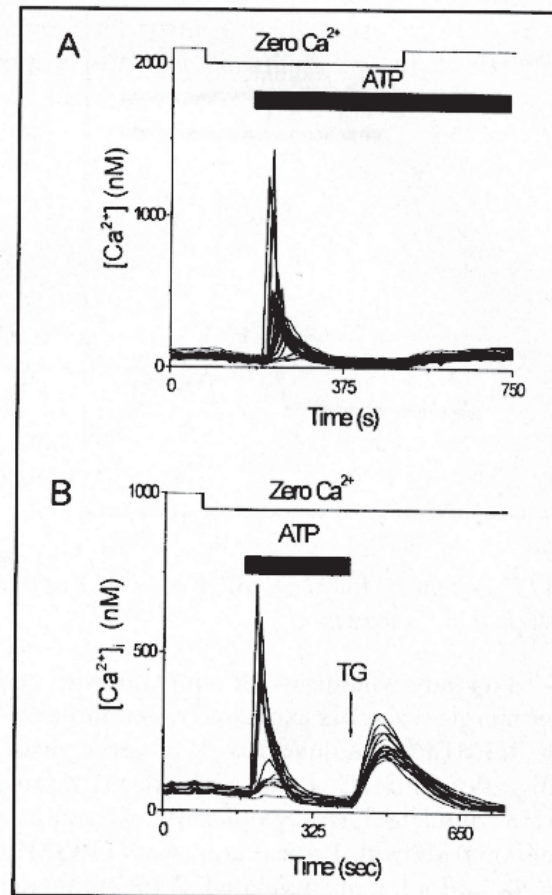 A
Zero Ca²⁺
ATP
2000
1000
0
[Ca²⁺]ᵢ (nM)
0 375 750
Time (s)
B
Zero Ca²⁺
ATP
TG
1000
500
0
[Ca²⁺]ᵢ (nM)
0 325 650
Time (sec)